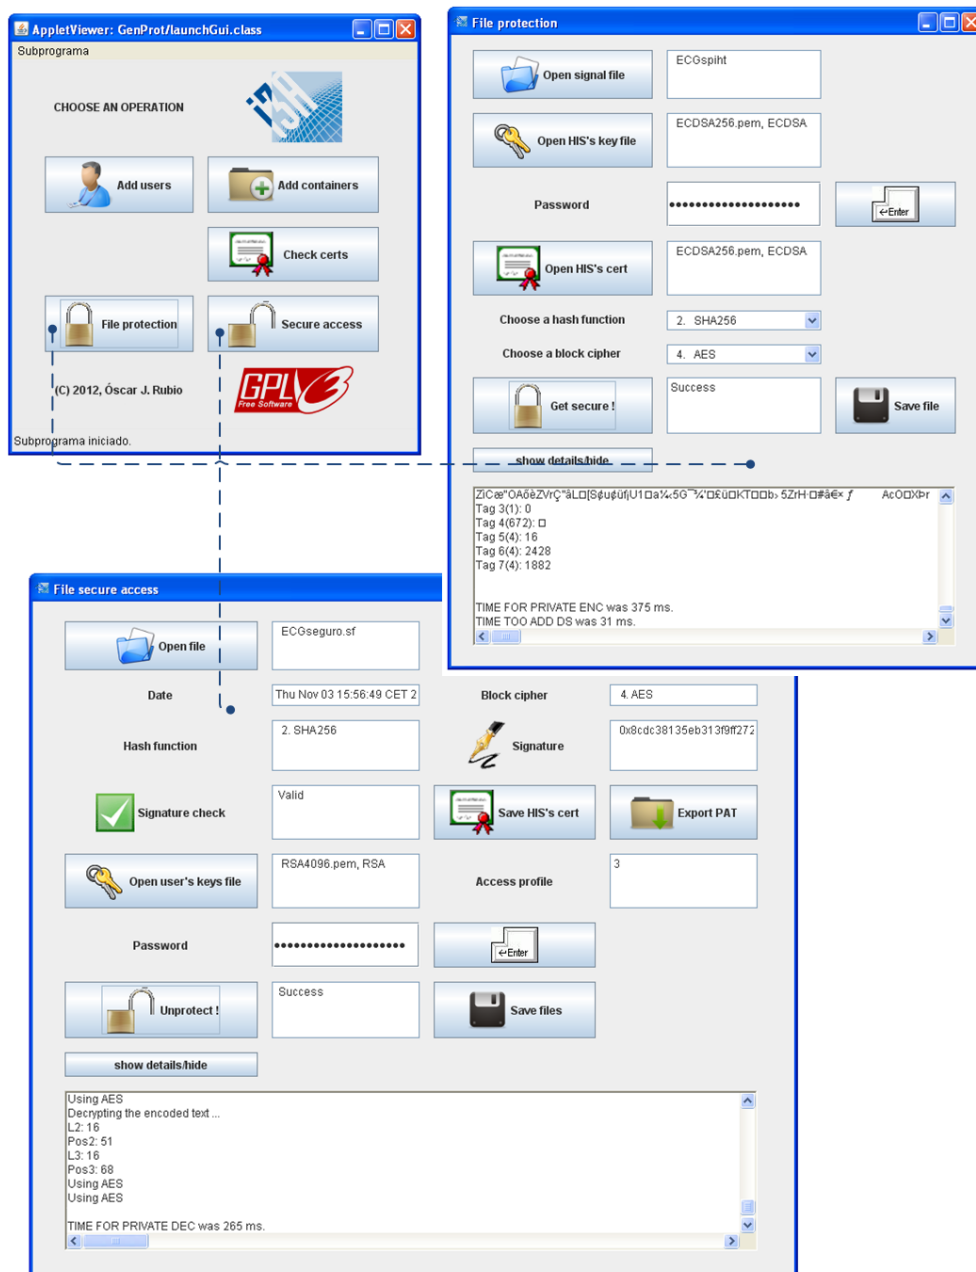 AppletViewer: GenProt/launchGui.class
Subprograma
CHOOSE AN OPERATION
i3H
Add users
Add containers
Check certs
File protection
Secure access
(C) 2012, Óscar J. Rubio
GPLv3
Free Software
Subprograma iniciado.
File protection
Open signal file
ECGspiht
Open HIS's key file
ECDSA256.pem, ECDSA
Password
••••••••••••••••••••
Enter
Open HIS's cert
ECDSA256.pem, ECDSA
Choose a hash function
2. SHA256
Choose a block cipher
4. AES
Get secure !
Success
Save file
show details/hide
Tag 3(1): 0
Tag 4(672): □
Tag 5(4): 16
Tag 6(4): 2428
Tag 7(4): 1882
TIME FOR PRIVATE ENC was 375 ms.
TIME TOO ADD DS was 31 ms.
File secure access
Open file
ECGseguro.sf
Date
Thu Nov 03 15:56:49 CET 2
Block cipher
4. AES
Hash function
2. SHA256
Signature
0x8cdc38135eb313f9ff272
Signature check
Valid
Save HIS's cert
Export PAT
Open user's keys file
RSA4096.pem, RSA
Access profile
3
Password
••••••••••••••••••••
Enter
Unprotect !
Success
Save files
show details/hide
Using AES
Decrypting the encoded text ...
L2: 16
Pos2: 51
L3: 16
Pos3: 68
Using AES
Using AES
TIME FOR PRIVATE DEC was 265 ms.